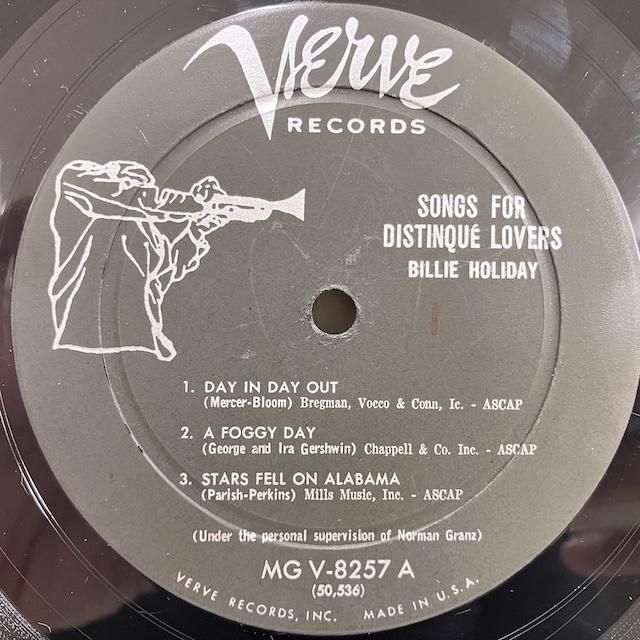 Verve
RECORDS
SONGS FOR
DISTINQUÉ LOVERS
BILLIE HOLIDAY
1. DAY IN DAY OUT
(Mercer-Bloom) Bregman, Vocco & Conn, Ic. - ASCAP
2. A FOGGY DAY
(George and Ira Gershwin) Chappell & Co. Inc. - ASCAP
3. STARS FELL ON ALABAMA
(Parish-Perkins) Mills Music, Inc. - ASCAP
(Under the personal supervision of Norman Granz)
MG V-8257 A
(50,536)
VERVE RECORDS, INC. MADE IN U.S.A.